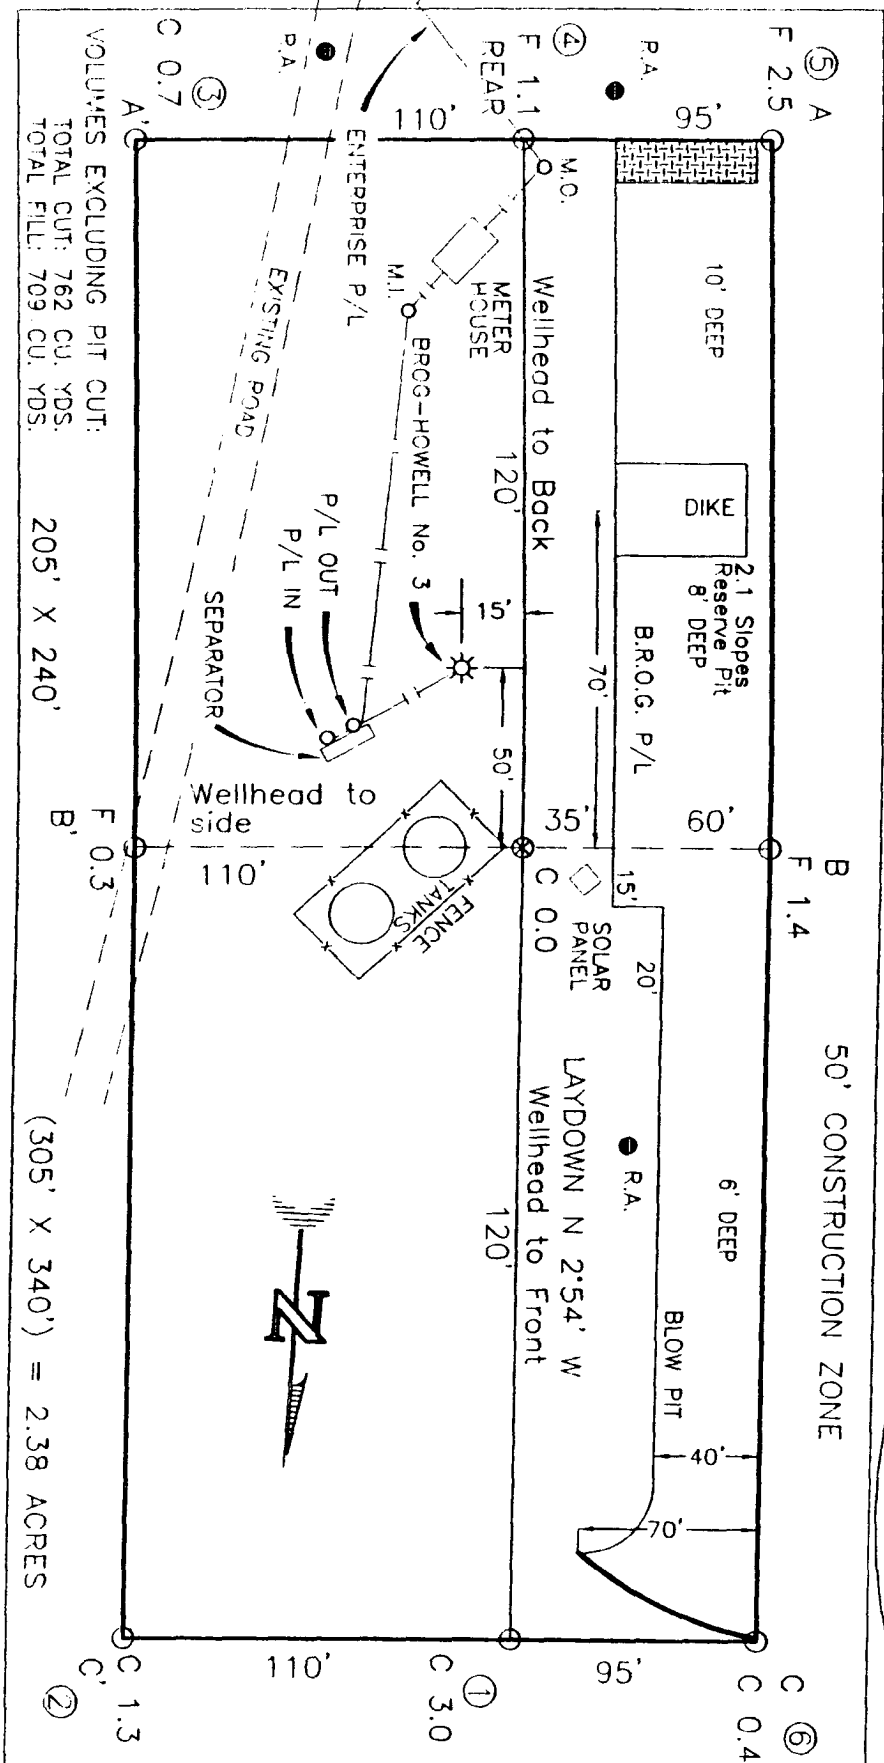 ⑤ A
F 2.5
R.A.
④
F 1.1
REAR
R.A.
③
C 0.7
A'
95'
110'
M.O.
10' DEEP
METER
HOUSE
M.I.
ENTERPRISE P/L
EXISTING ROAD
Wellhead to Back
120'
BROG-HOWELL No. 3
DIKE
2.1 Slopes
Reserve Pit
8' DEEP
B.R.O.G. P/L
70'
15'
50'
P/L OUT
P/L IN
SEPARATOR
Wellhead to
side
110'
60'
35'
B
F 1.4
C 0.0
F 0.3
B'
15'
20'
SOLAR
PANEL
FENCE
TANKS
50' CONSTRUCTION ZONE
6' DEEP
R.A.
LAYDOWN N 2°54' W
Wellhead to Front
120'
BLOW PIT
40'
70'
N
C ⑥
C 0.4
95'
①
C 3.0
110'
C 1.3
C'
②
VOLUMES EXCLUDING PIT CUT:
TOTAL CUT: 762 CU. YDS.
TOTAL FILL: 709 CU. YDS.
205' X 240'
(305' X 340') = 2.38 ACRES